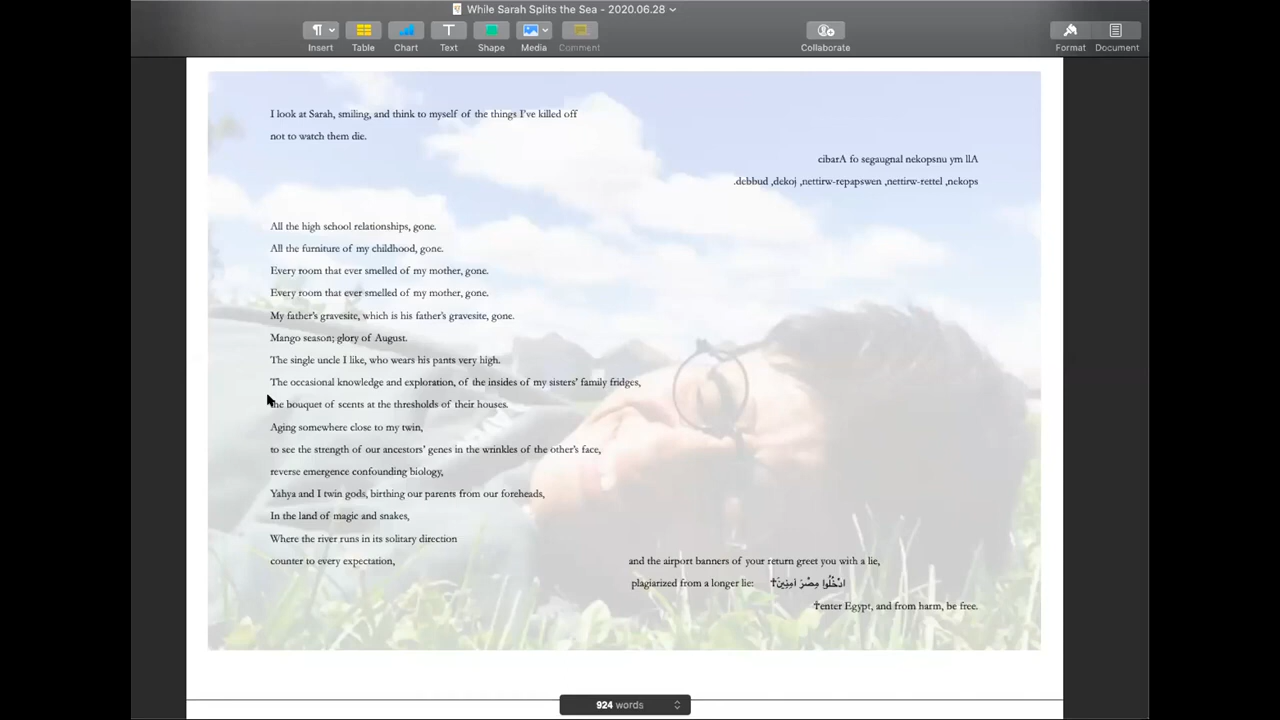 While Sarah Splits the Sea - 2020.06.28
Insert
Table
Chart
Text
Shape
Media
Comment
Collaborate
Format
Document
I look at Sarah, smiling, and think to myself of the things I've killed off
not to watch them die.
cibarA fo segaugnal nekopsnu ym llA
.debbud ,dekoj ,nettirw-repapswen ,nettirw-rettel ,nekops
All the high school relationships, gone.
All the furniture of my childhood, gone.
Every room that ever smelled of my mother, gone.
Every room that ever smelled of my mother, gone.
My father's gravesite, which is his father's gravesite, gone.
Mango season; glory of August.
The single uncle I like, who wears his pants very high.
The occasional knowledge and exploration, of the insides of my sisters' family fridges,
the bouquet of scents at the thresholds of their houses.
Aging somewhere close to my twin,
to see the strength of our ancestors' genes in the wrinkles of the other's face,
reverse emergence confounding biology,
Yahya and I twin gods, birthing our parents from our foreheads,
In the land of magic and snakes,
Where the river runs in its solitary direction
counter to every expectation,
and the airport banners of your return greet you with a lie,
plagiarized from a longer lie: ادْخُلُوا مِصْرَ آمِنِينَ✝
✝enter Egypt, and from harm, be free.
924 words